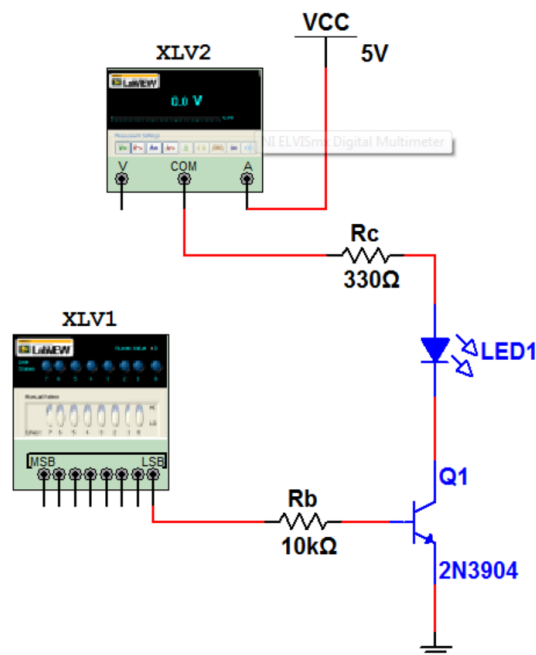 VCC
5V
XLV2
LabVIEW
0.0 V
NI ELVISmx Digital Multimeter
V COM A
Rc
330Ω
XLV1
LabVIEW
LED1
MSB LSB
Rb
10kΩ
Q1
2N3904